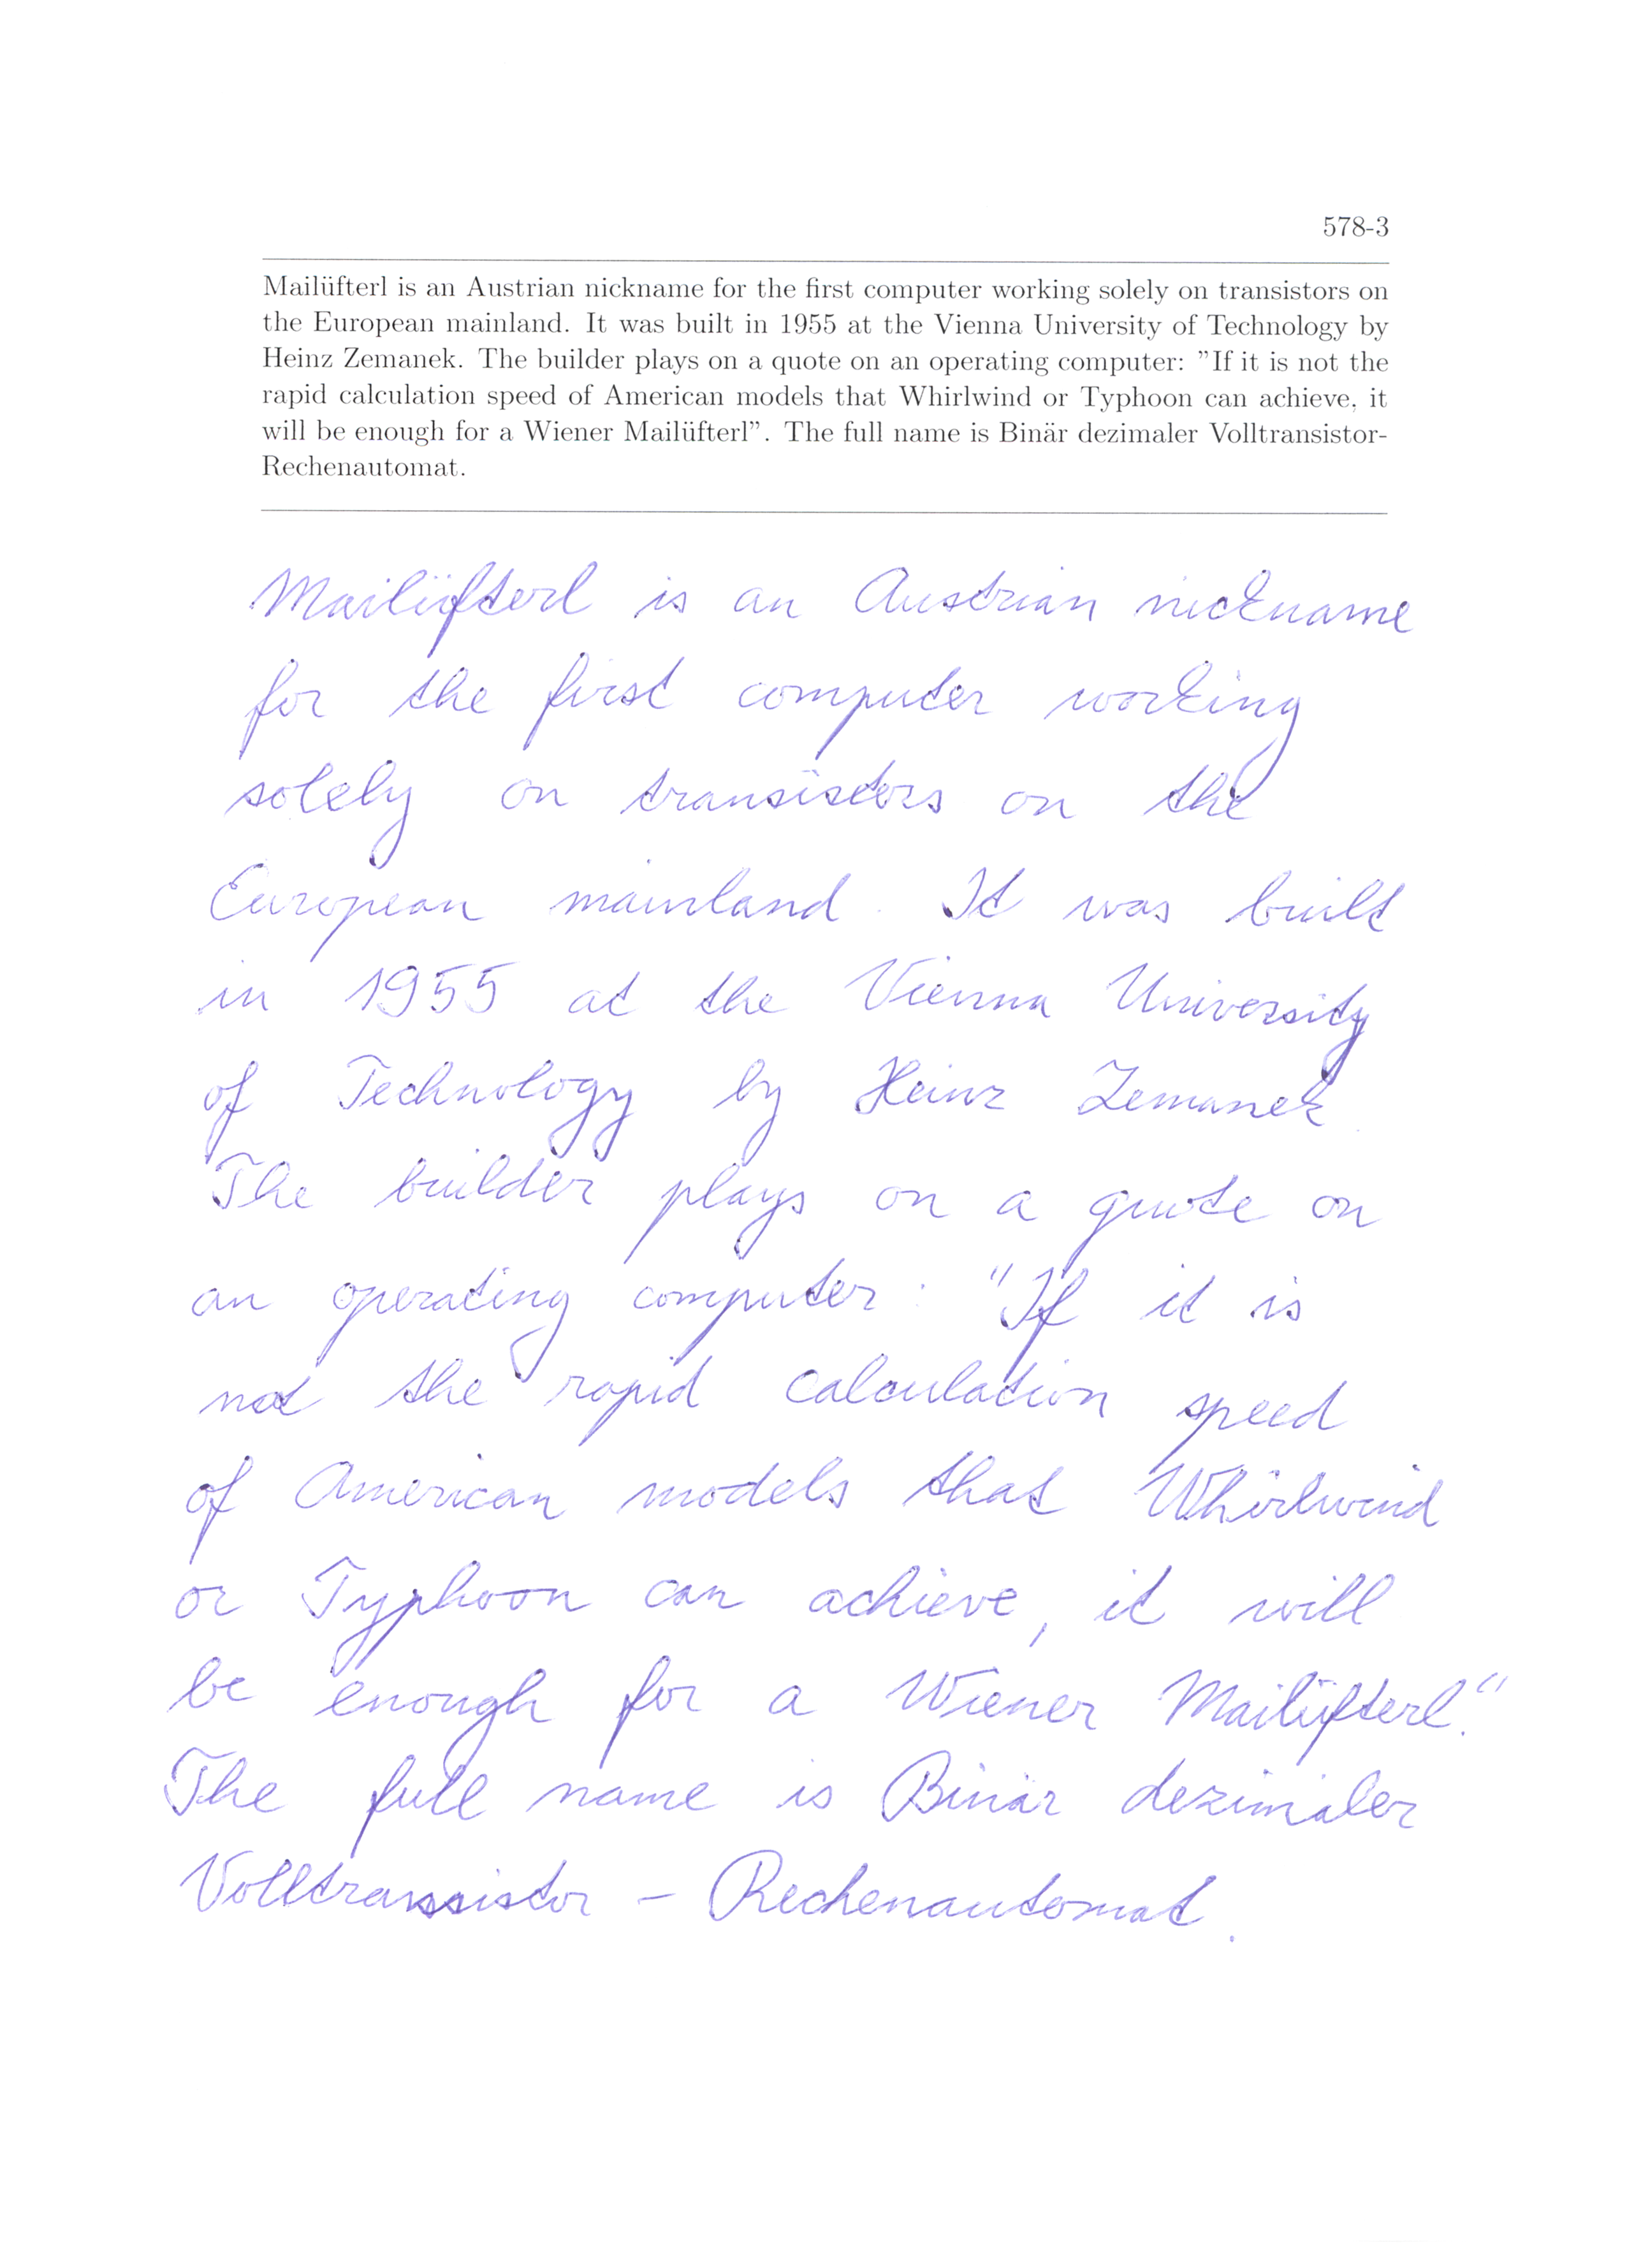 578-3
Mailüfterl is an Austrian nickname for the first computer working solely on transistors on
the European mainland. It was built in 1955 at the Vienna University of Technology by
Heinz Zemanek. The builder plays on a quote on an operating computer: "If it is not the
rapid calculation speed of American models that Whirlwind or Typhoon can achieve, it
will be enough for a Wiener Mailüfterl". The full name is Binär dezimaler Volltransistor-
Rechenautomat.
Mailüfterl is an Austrian nickname
for the first computer working
solely on transistors on the
European mainland. It was built
in 1955 at the Vienna University
of Technology by Heinz Zemanek.
The builder plays on a quote on
an operating computer: "If it is
not the rapid calculation speed
of American models that Whirlwind
or Typhoon can achieve, it will
be enough for a Wiener Mailüfterl."
The full name is Binär dezimaler
Volltransistor - Rechenautomat.